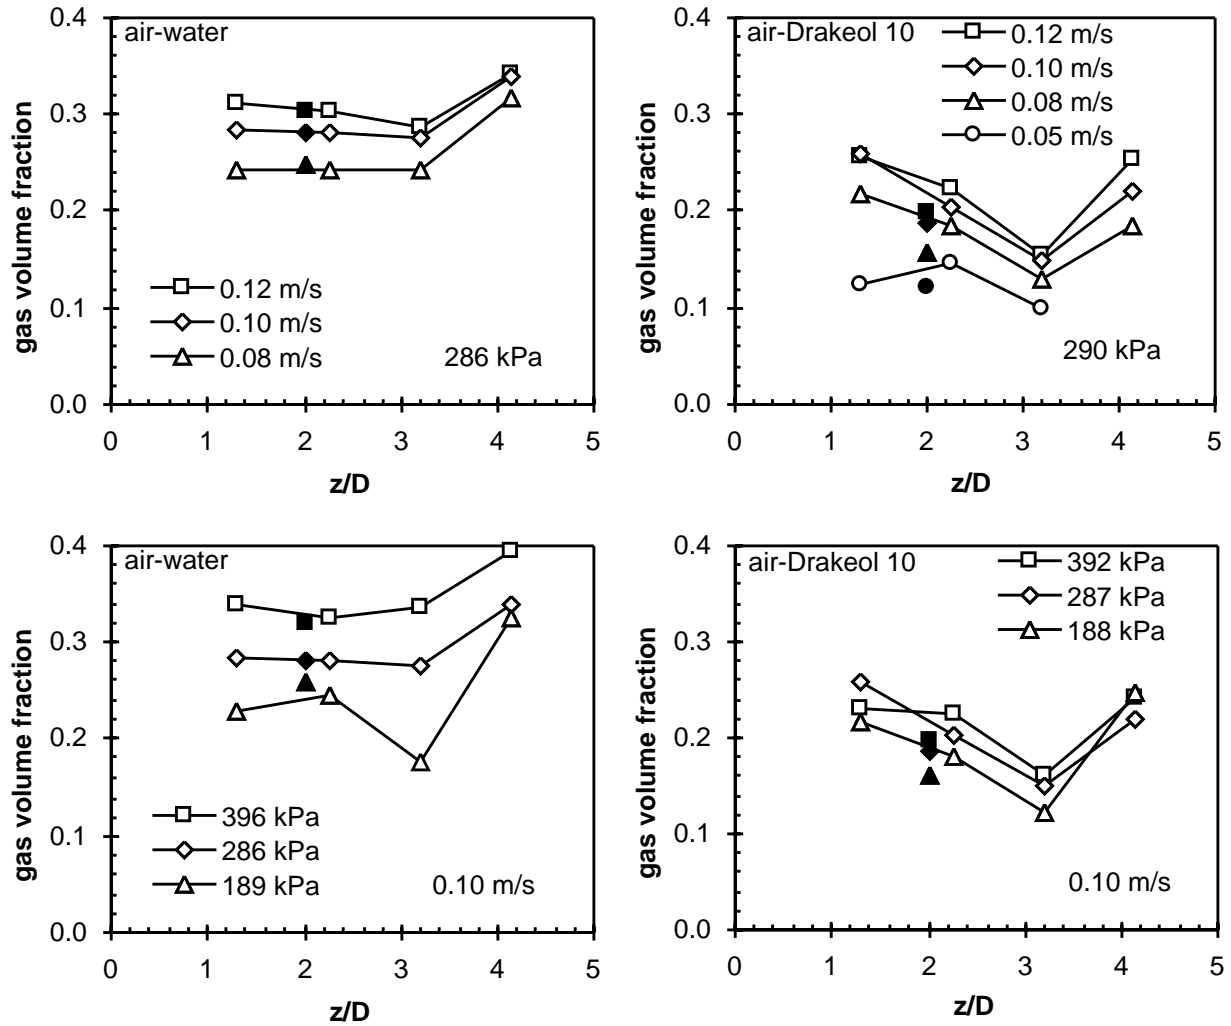 air-water
gas volume fraction
0.4
0.3
0.2
0.1
0.0
0.12 m/s
0.10 m/s
0.08 m/s
286 kPa
0 1 2 3 4 5
z/D
air-Drakeol 10
gas volume fraction
0.4
0.3
0.2
0.1
0.0
0.12 m/s
0.10 m/s
0.08 m/s
0.05 m/s
290 kPa
0 1 2 3 4 5
z/D
air-water
gas volume fraction
0.4
0.3
0.2
0.1
0.0
396 kPa
286 kPa
189 kPa
0.10 m/s
0 1 2 3 4 5
z/D
air-Drakeol 10
gas volume fraction
0.4
0.3
0.2
0.1
0.0
392 kPa
287 kPa
188 kPa
0.10 m/s
0 1 2 3 4 5
z/D